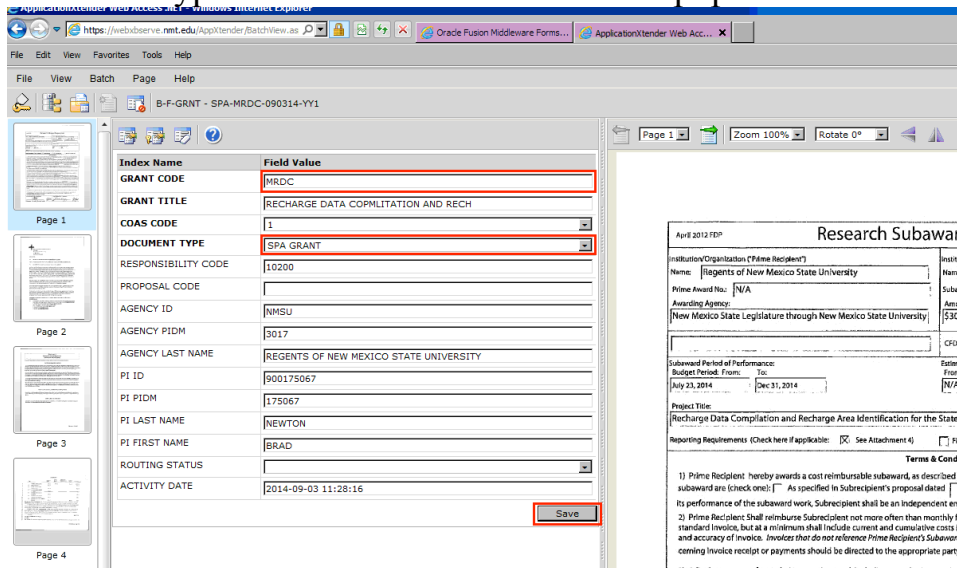 ApplicationXtender Web Access .NET - Windows Internet Explorer
https://webxbserve.nmt.edu/AppXtender/BatchView.as
Oracle Fusion Middleware Forms...
ApplicationXtender Web Acc...
File Edit View Favorites Tools Help
File View Batch Page Help
B-F-GRNT - SPA-MRDC-090314-YY1
Page 1 Zoom 100% Rotate 0°
Index Name Field Value
GRANT CODE MRDC
GRANT TITLE RECHARGE DATA COPMLITATION AND RECH
COAS CODE 1
DOCUMENT TYPE SPA GRANT
RESPONSIBILITY CODE 10200
PROPOSAL CODE
AGENCY ID NMSU
AGENCY PIDM 3017
AGENCY LAST NAME REGENTS OF NEW MEXICO STATE UNIVERSITY
PI ID 900175067
PI PIDM 175067
PI LAST NAME NEWTON
PI FIRST NAME BRAD
ROUTING STATUS
ACTIVITY DATE 2014-09-03 11:28:16
Save
Page 1
Page 2
Page 3
Page 4
April 2012 FDP Research Subawar
Institution/Organization ("Prime Recipient") Instit
Name: Regents of New Mexico State University Nam
Prime Award No.: N/A Suba
Awarding Agency: Am
New Mexico State Legislature through New Mexico State University $30
CFD
Subaward Period of Performance: Estim
Budget Period: From: To: From
July 23, 2014 Dec 31, 2014 N/A
Project Title:
Recharge Data Compilation and Recharge Area Identification for the State
Reporting Requirements (Check here if applicable: See Attachment 4) F
Terms & Cond
1) Prime Recipient hereby awards a cost reimbursable subaward, as described
subaward are (check one): As specified in Subrecipient's proposal dated
its performance of the subaward work, Subrecipient shall be an independent en
2) Prime Recipient Shall reimburse Subrecipient not more often than monthly f
standard invoice, but at a minimum shall include current and cumulative costs i
and accuracy of invoice. Invoices that do not reference Prime Recipient's Subawar
cerning invoice receipt or payments should be directed to the appropriate party